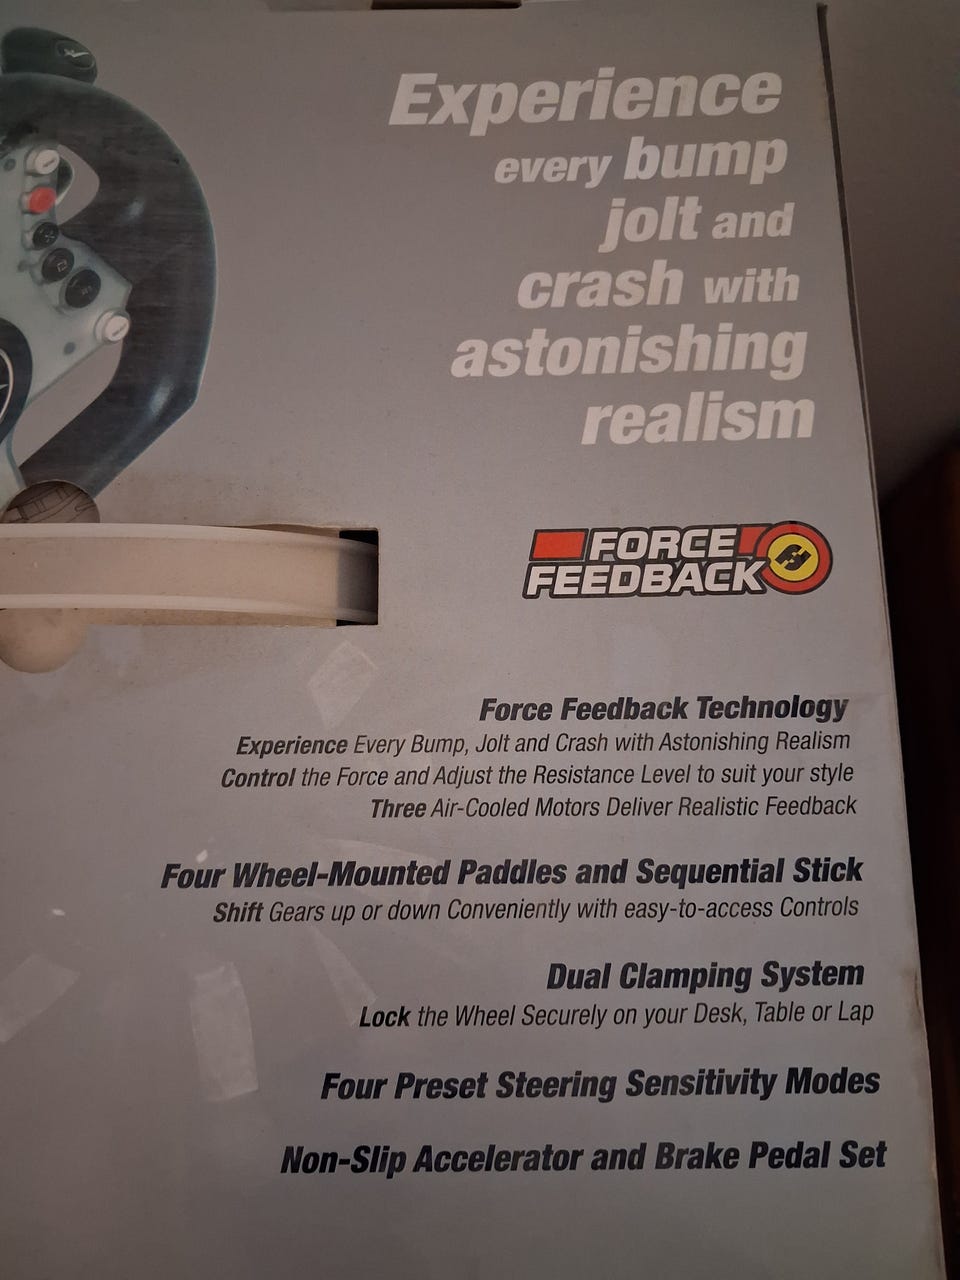 Experience
every bump
jolt and
crash with
astonishing
realism
FORCE
FEEDBACK
Force Feedback Technology
Experience Every Bump, Jolt and Crash with Astonishing Realism
Control the Force and Adjust the Resistance Level to suit your style
Three Air-Cooled Motors Deliver Realistic Feedback
Four Wheel-Mounted Paddles and Sequential Stick
Shift Gears up or down Conveniently with easy-to-access Controls
Dual Clamping System
Lock the Wheel Securely on your Desk, Table or Lap
Four Preset Steering Sensitivity Modes
Non-Slip Accelerator and Brake Pedal Set